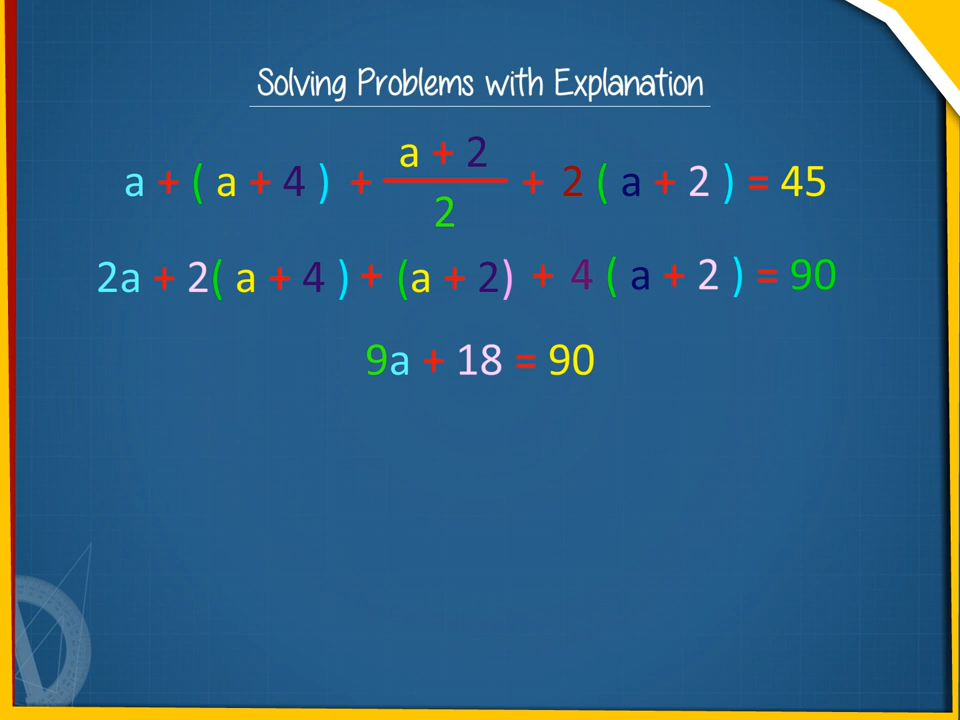 Solving Problems with Explanation
a + ( a + 4 ) + \frac{a + 2}{2} + 2 ( a + 2 ) = 45
2a + 2( a + 4 ) + (a + 2) + 4 ( a + 2 ) = 90
9a + 18 = 90